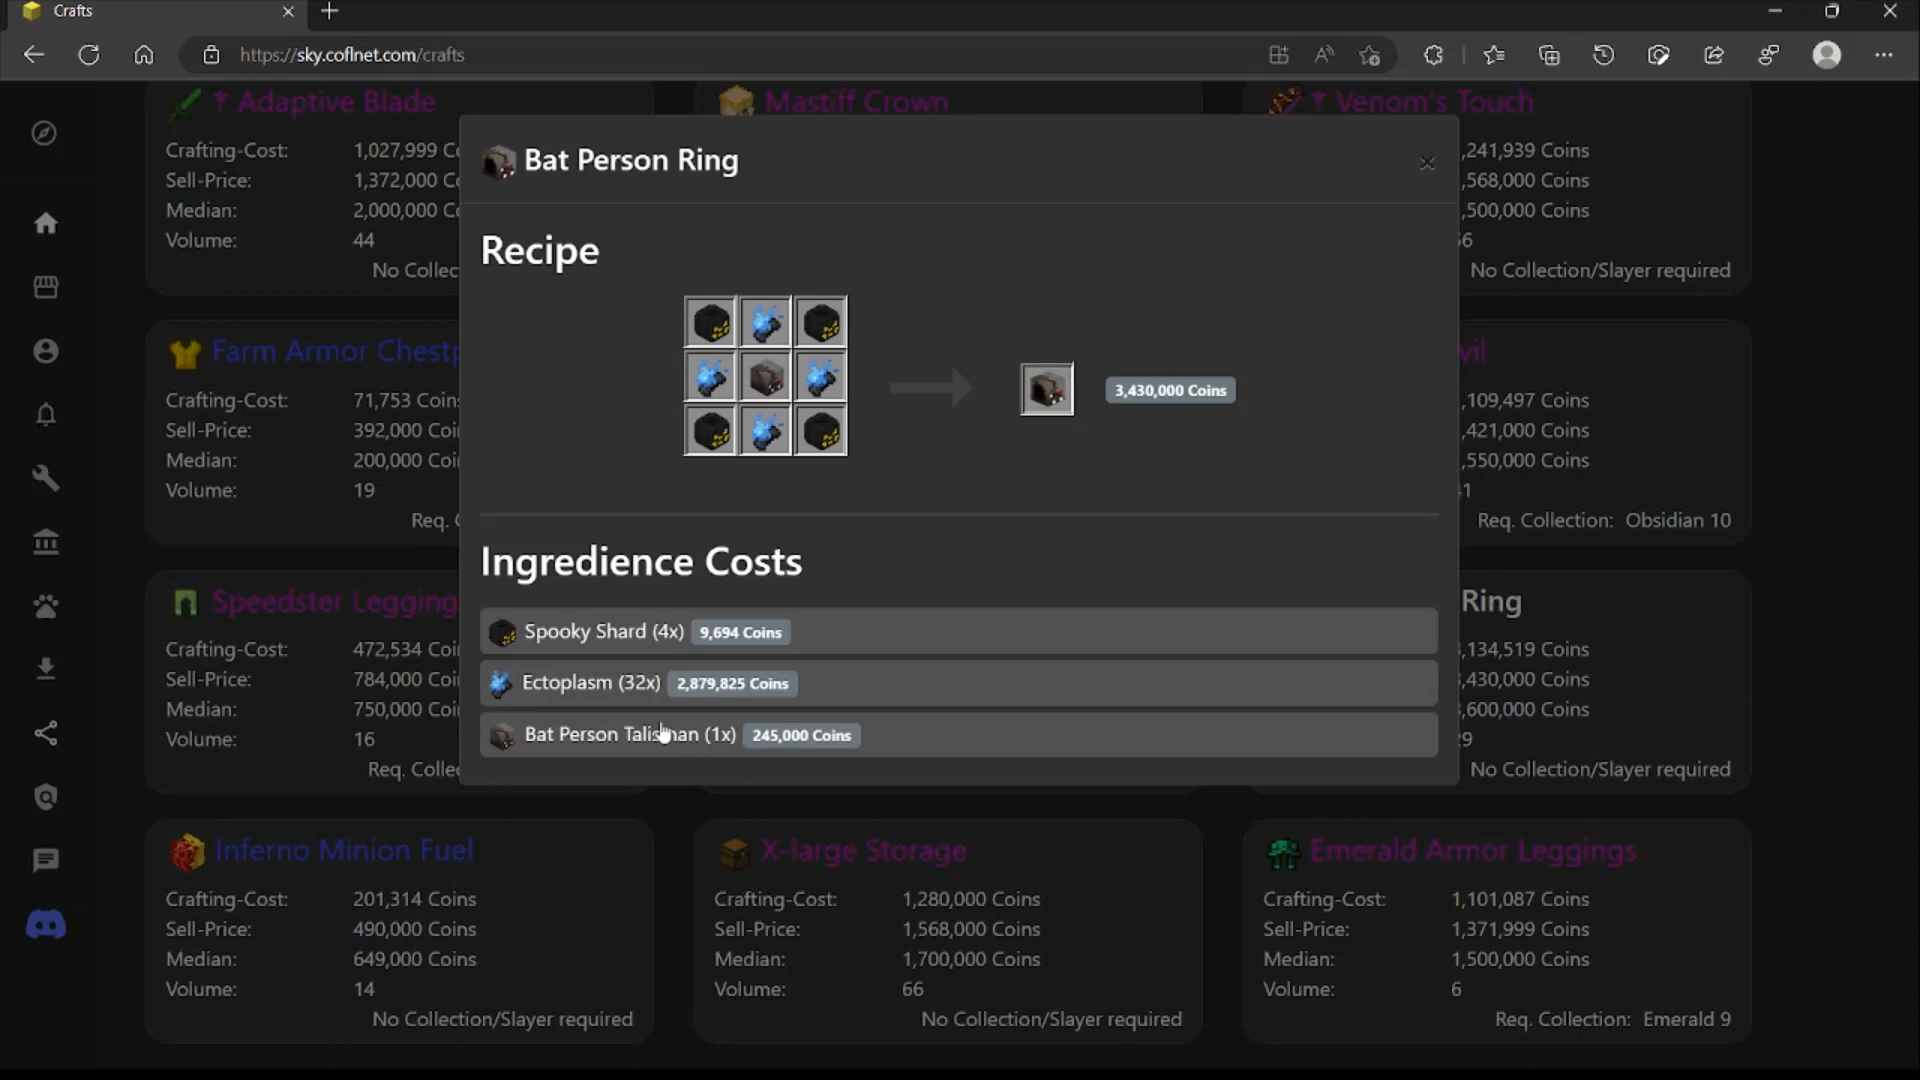 Crafts
https://sky.coflnet.com/crafts
Adaptive Blade
Crafting-Cost: 1,027,999 Co
Sell-Price: 1,372,000 C
Median: 2,000,000 C
Volume: 44
No Collec
Mastiff Crown
Venom's Touch
,241,939 Coins
,568,000 Coins
,500,000 Coins
No Collection/Slayer required
Bat Person Ring
Recipe
3,430,000 Coins
Ingredience Costs
Spooky Shard (4x) 9,694 Coins
Ectoplasm (32x) 2,879,825 Coins
Bat Person Talisman (1x) 245,000 Coins
Farm Armor Chestp
Crafting-Cost: 71,753 Coins
Sell-Price: 392,000 Coi
Median: 200,000 Coi
Volume: 19
Req. C
vil
,109,497 Coins
,421,000 Coins
,550,000 Coins
Req. Collection: Obsidian 10
Speedster Legging
Crafting-Cost: 472,534 Coi
Sell-Price: 784,000 Coi
Median: 750,000 Coi
Volume: 16
Req. Colle
Ring
,134,519 Coins
,430,000 Coins
,600,000 Coins
No Collection/Slayer required
Inferno Minion Fuel
Crafting-Cost: 201,314 Coins
Sell-Price: 490,000 Coins
Median: 649,000 Coins
Volume: 14
No Collection/Slayer required
X-large Storage
Crafting-Cost: 1,280,000 Coins
Sell-Price: 1,568,000 Coins
Median: 1,700,000 Coins
Volume: 66
No Collection/Slayer required
Emerald Armor Leggings
Crafting-Cost: 1,101,087 Coins
Sell-Price: 1,371,999 Coins
Median: 1,500,000 Coins
Volume: 6
Req. Collection: Emerald 9